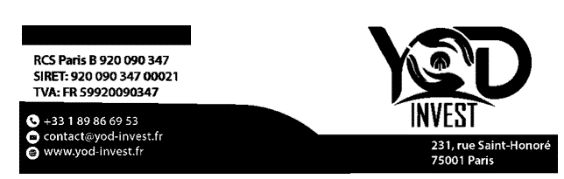 RCS Paris B 920 090 347
SIRET: 920 090 347 00021
TVA: FR 59920090347
+33 1 89 86 69 53
contact@yod-invest.fr
www.yod-invest.fr
YOD
INVEST
231, rue Saint-Honoré
75001 Paris